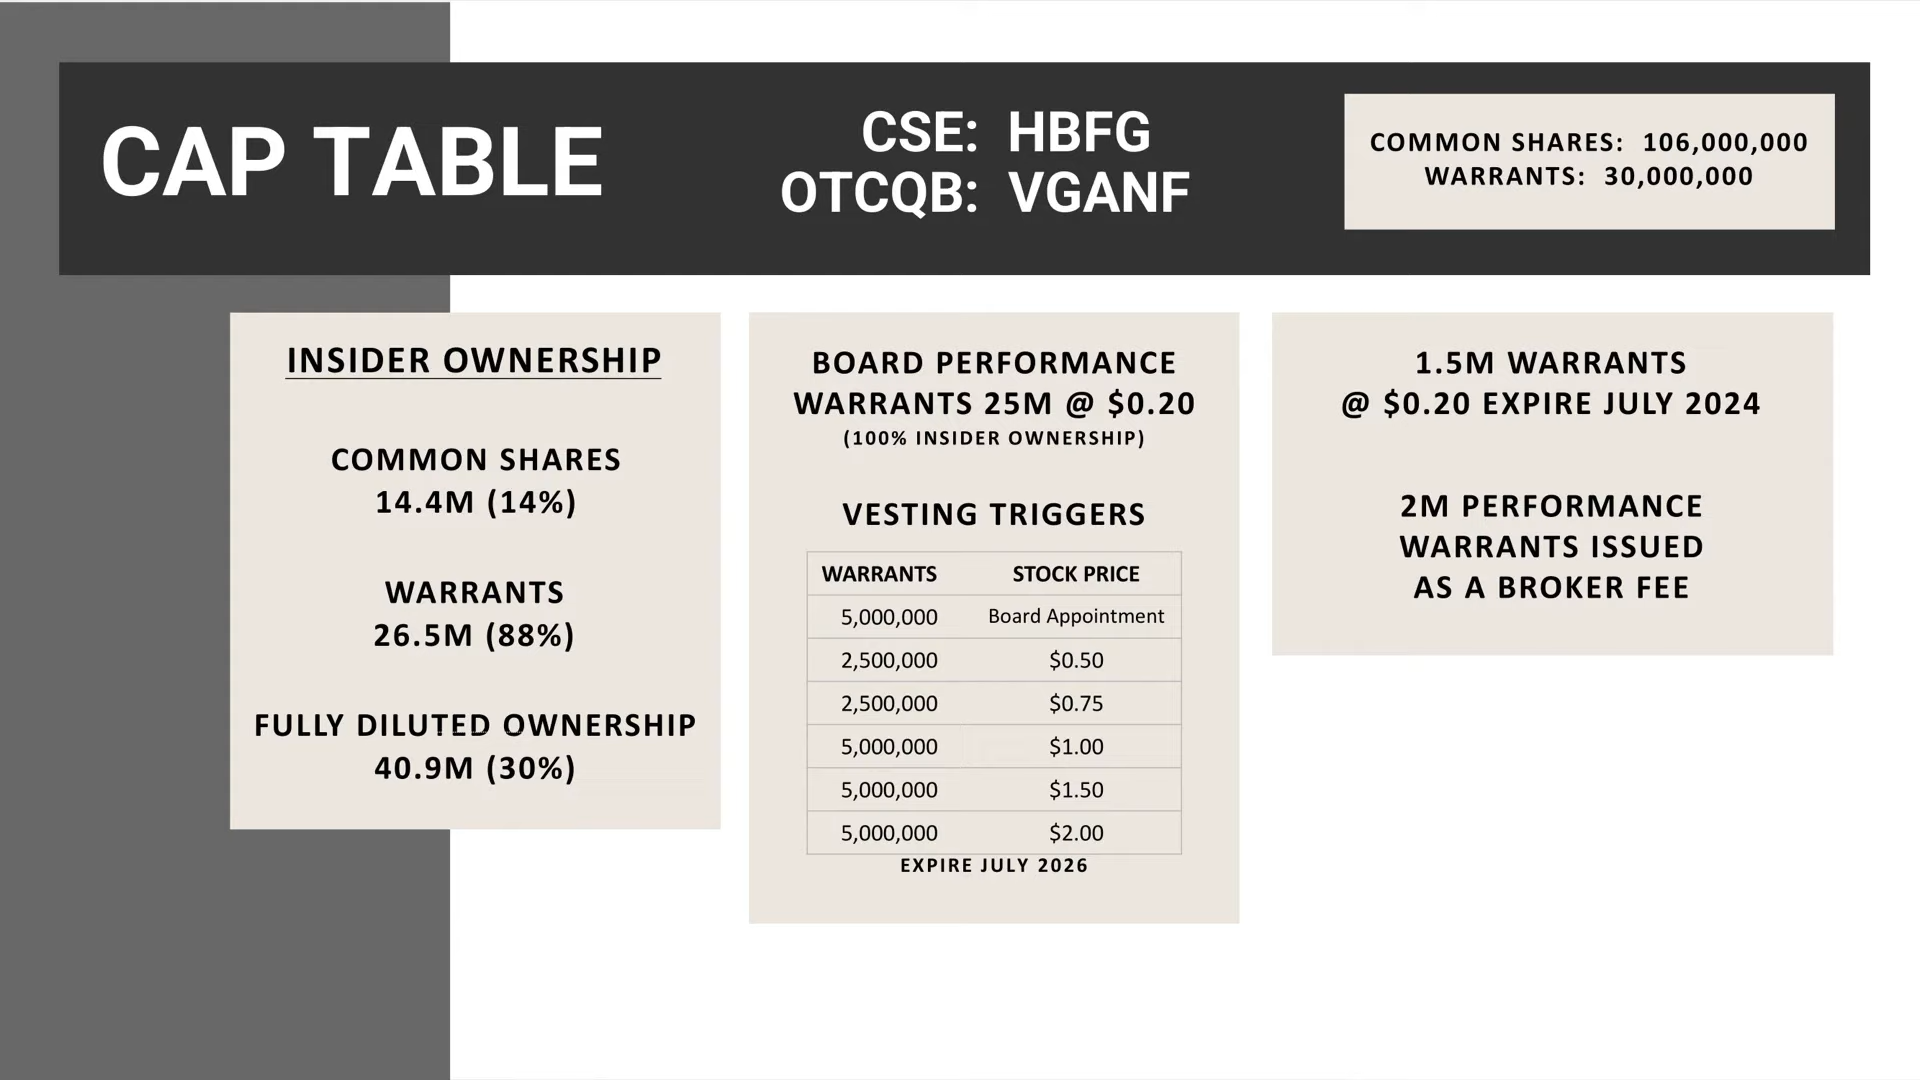 CAP TABLE
CSE: HBFG
OTCQB: VGANF
COMMON SHARES: 106,000,000
WARRANTS: 30,000,000
INSIDER OWNERSHIP
COMMON SHARES
14.4M (14%)
WARRANTS
26.5M (88%)
FULLY DILUTED OWNERSHIP
40.9M (30%)
BOARD PERFORMANCE
WARRANTS 25M @ $0.20
(100% INSIDER OWNERSHIP)
VESTING TRIGGERS
WARRANTS STOCK PRICE
5,000,000 Board Appointment
2,500,000 $0.50
2,500,000 $0.75
5,000,000 $1.00
5,000,000 $1.50
5,000,000 $2.00
EXPIRE JULY 2026
1.5M WARRANTS
@ $0.20 EXPIRE JULY 2024
2M PERFORMANCE
WARRANTS ISSUED
AS A BROKER FEE